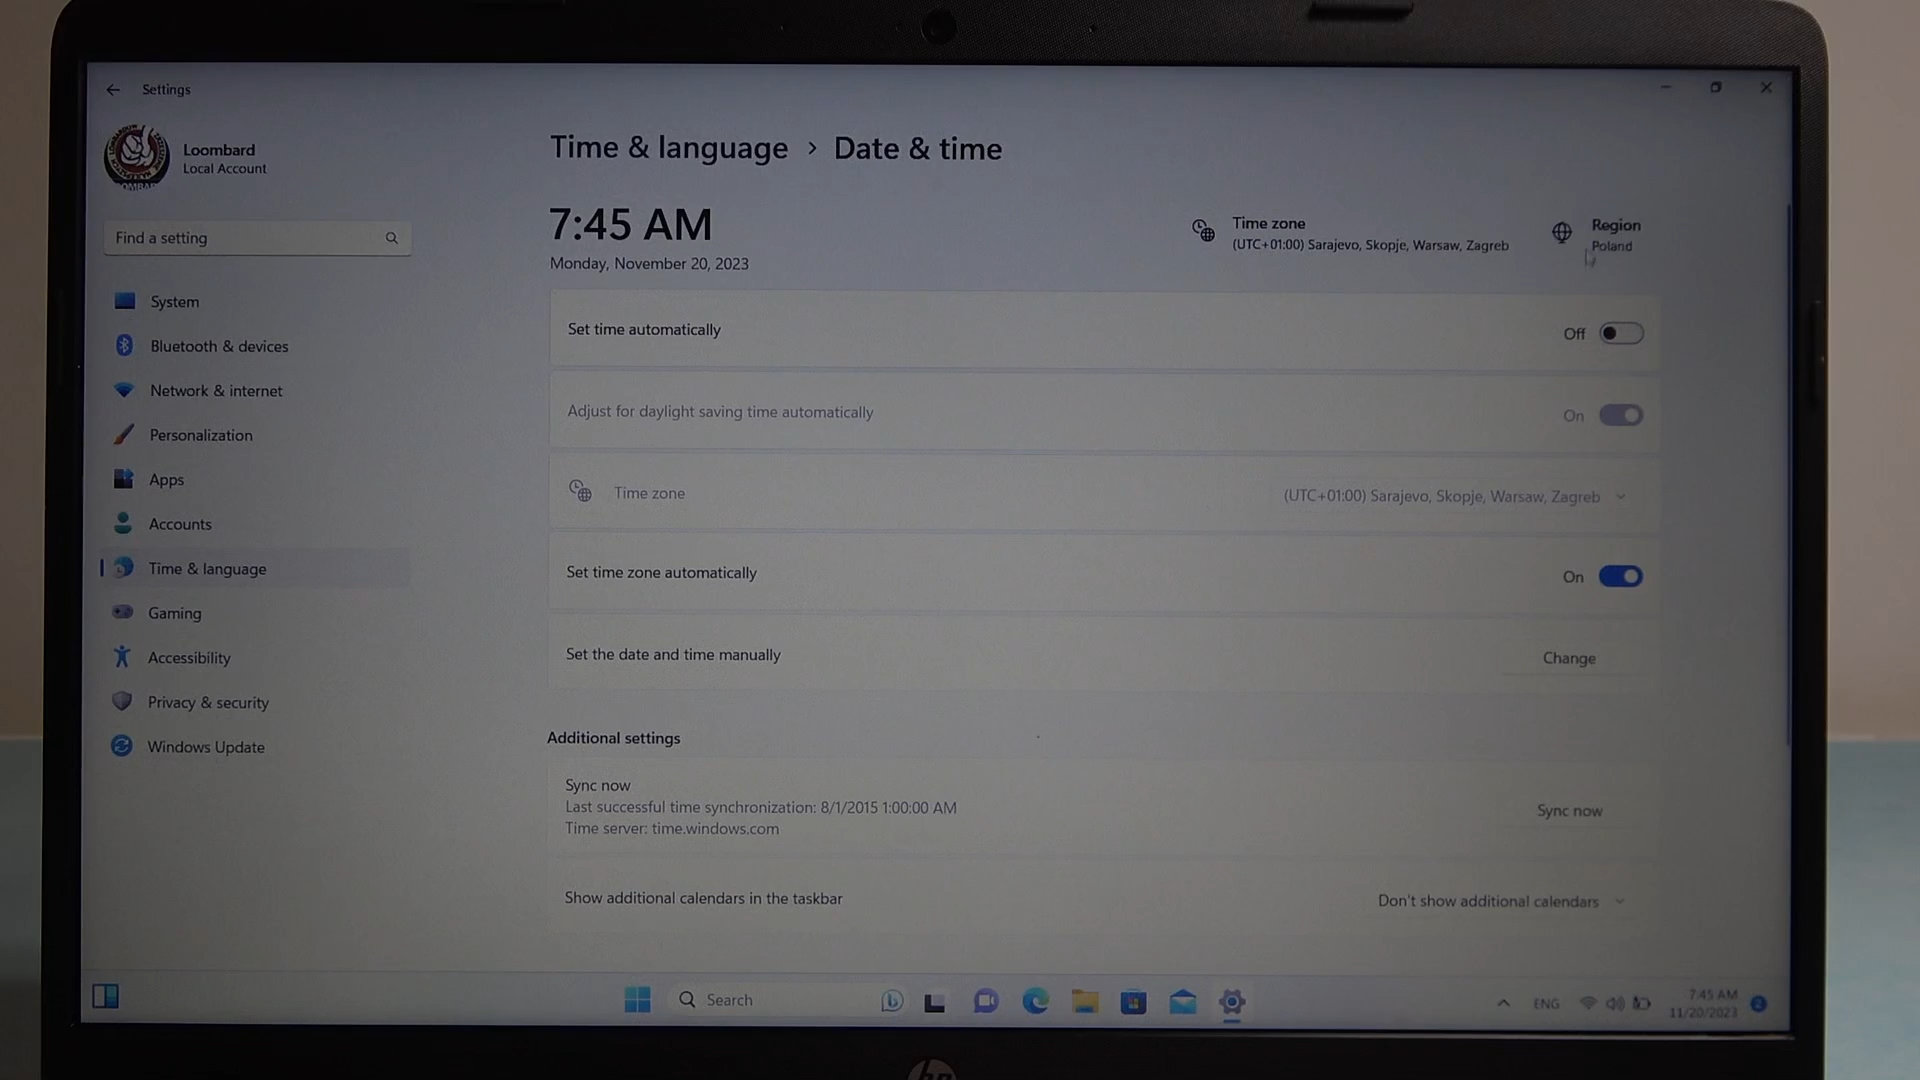 Settings
Loombard
Local Account
Find a setting
System
Bluetooth & devices
Network & internet
Personalization
Apps
Accounts
Time & language
Gaming
Accessibility
Privacy & security
Windows Update
Time & language > Date & time
7:45 AM
Monday, November 20, 2023
Time zone
(UTC+01:00) Sarajevo, Skopje, Warsaw, Zagreb
Region
Poland
Set time automatically
Off
Adjust for daylight saving time automatically
On
Time zone
(UTC+01:00) Sarajevo, Skopje, Warsaw, Zagreb
Set time zone automatically
On
Set the date and time manually
Change
Additional settings
Sync now
Last successful time synchronization: 8/1/2015 1:00:00 AM
Time server: time.windows.com
Sync now
Show additional calendars in the taskbar
Don't show additional calendars
Search
ENG
7:45 AM
11/20/2023
2
hp